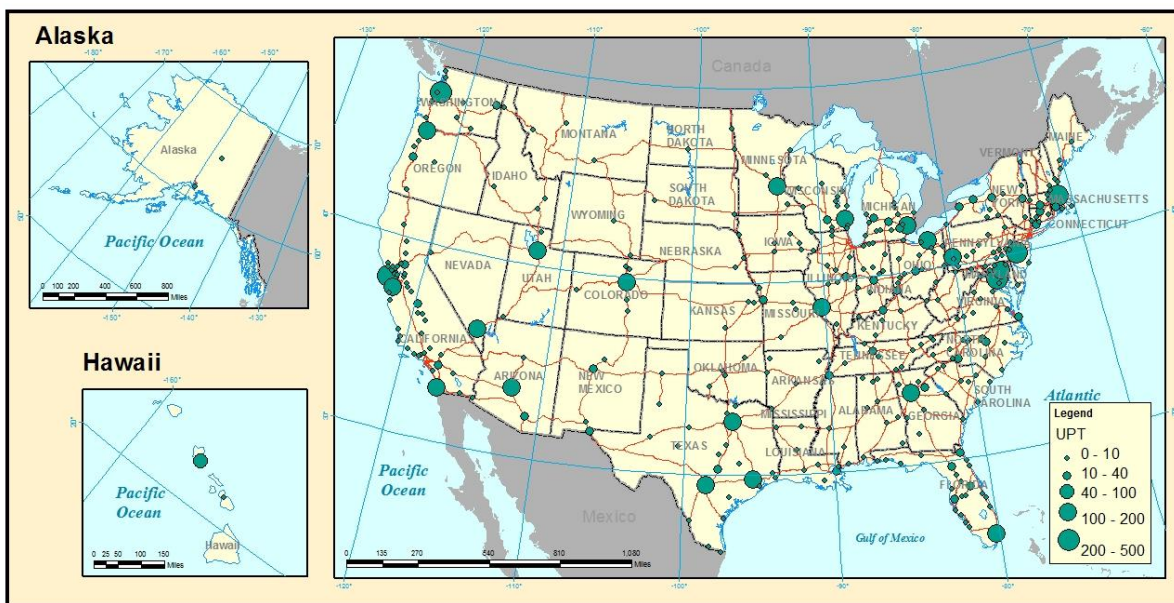 Alaska
-180°
-170°
-160°
-150°
70°
Alaska
60°
Pacific Ocean
0 100 200 400 600 800
Miles
-150°
-140°
-130°
Hawaii
-160°
20°
Pacific
Ocean
Hawaii
0 25 50 100 150
Miles
-120°
-110°
-100°
-90°
-80°
-70°
-60°
Canada
WASHINGTON
MONTANA
NORTH
DAKOTA
MINNESOTA
MAINE
VERMONT
OREGON
IDAHO
SOUTH
DAKOTA
WISCONSIN
MICHIGAN
NEW
YORK
MASSACHUSETTS
CONNECTICUT
WYOMING
IOWA
PENNSYLVANIA
NEBRASKA
NEVADA
UTAH
COLORADO
ILLINOIS
INDIANA
OHIO
MARYLAND
KANSAS
MISSOURI
VIRGINIA
KENTUCKY
CALIFORNIA
NORTH
CAROLINA
TENNESSEE
OKLAHOMA
ARIZONA
NEW
MEXICO
ARKANSAS
SOUTH
CAROLINA
MISSISSIPPI
ALABAMA
GEORGIA
TEXAS
LOUISIANA
FLORIDA
Pacific
Ocean
Mexico
Gulf of Mexico
Atlantic
0 135 270 540 810 1,080
Miles
-120°
-110°
-100°
-90°
-80°
Legend
UPT
0 - 10
10 - 40
40 - 100
100 - 200
200 - 500